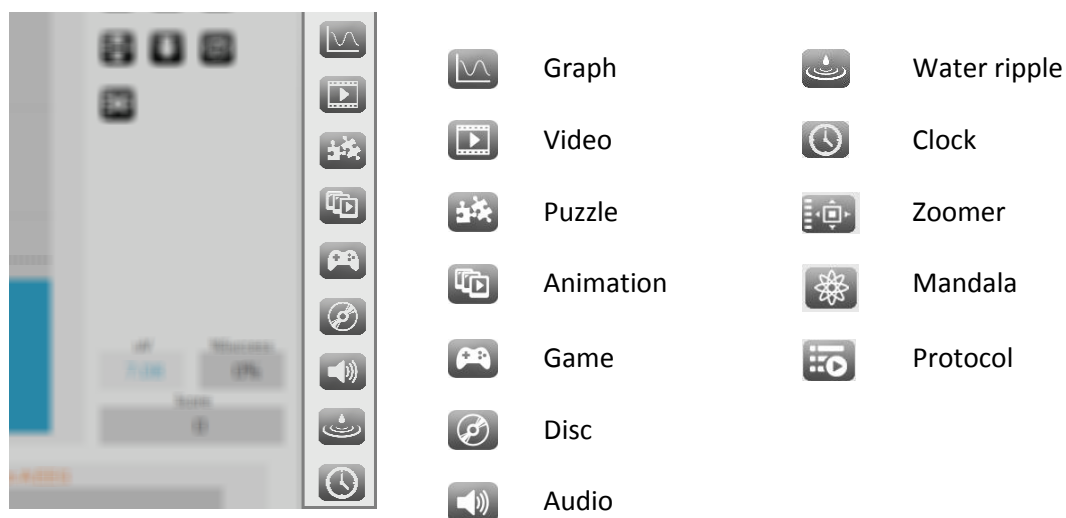 Graph
Video
Puzzle
Animation
Game
Disc
Audio
Water ripple
Clock
Zoomer
Mandala
Protocol